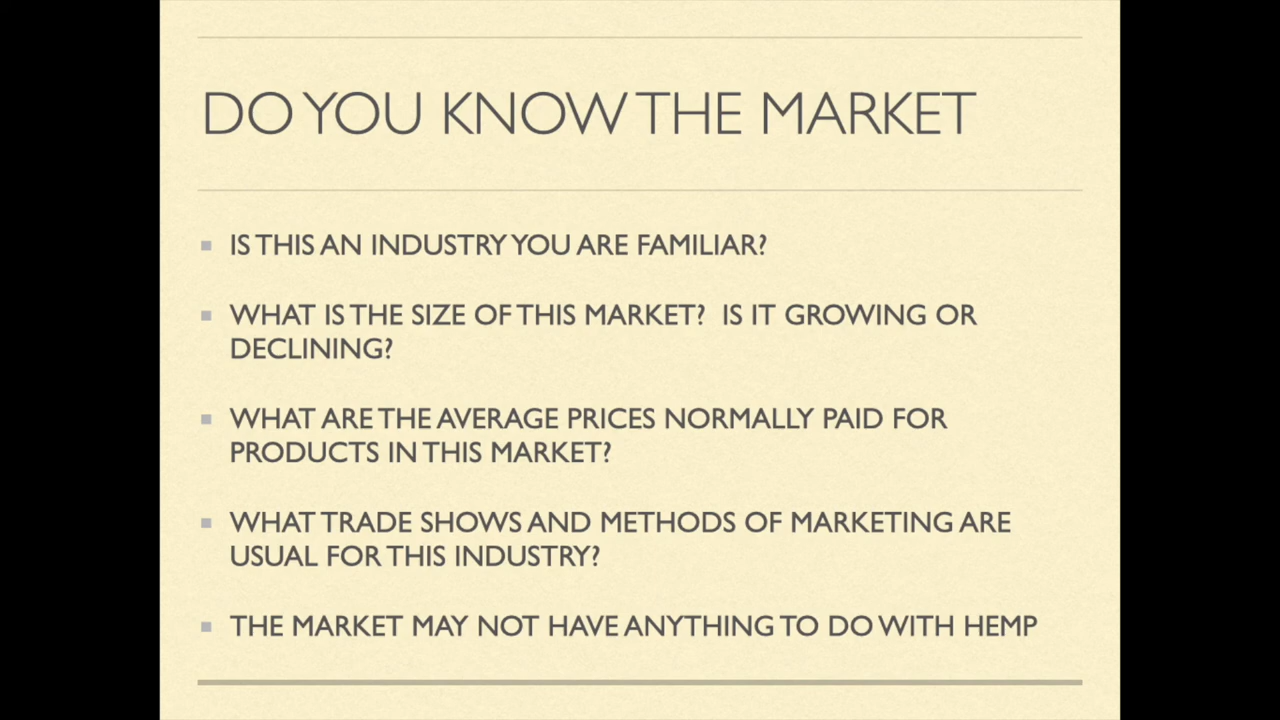 DO YOU KNOW THE MARKET
IS THIS AN INDUSTRY YOU ARE FAMILIAR?
WHAT IS THE SIZE OF THIS MARKET? IS IT GROWING OR
DECLINING?
WHAT ARE THE AVERAGE PRICES NORMALLY PAID FOR
PRODUCTS IN THIS MARKET?
WHAT TRADE SHOWS AND METHODS OF MARKETING ARE
USUAL FOR THIS INDUSTRY?
THE MARKET MAY NOT HAVE ANYTHING TO DO WITH HEMP